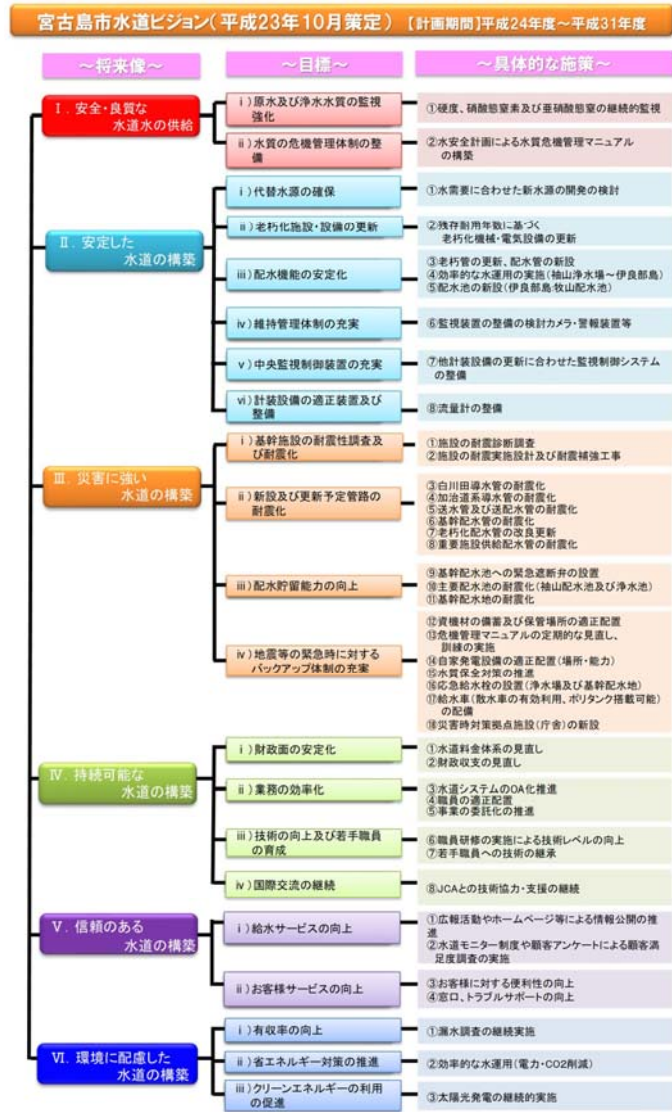 宮古島市水道ビジョン(平成23年10月策定) 【計画期間】平成24年度～平成31年度
～将来像～
～目標～
～具体的な施策～
Ⅰ．安全・良質な
水道水の供給
ⅰ)原水及び浄水水質の監視
強化
①硬度、硝酸態窒素及び亜硝酸態窒の継続的監視
ⅱ)水質の危機管理体制の整
備
②水安全計画による水質危機管理マニュアル
の構築
Ⅱ．安定した
水道の構築
ⅰ)代替水源の確保
①水需要に合わせた新水源の開発の検討
ⅱ)老朽化施設・設備の更新
②残存耐用年数に基づく
老朽化機械・電気設備の更新
ⅲ)配水機能の安定化
③老朽管の更新、配水管の新設
④効率的な水運用の実施(袖山浄水場～伊良部島)
⑤配水池の新設(伊良部島:牧山配水池)
ⅳ)維持管理体制の充実
⑥監視装置の整備の検討カメラ・警報装置等
ⅴ)中央監視制御装置の充実
⑦他計装設備の更新に合わせた監視制御システム
の整備
ⅵ)計装設備の適正装置及び
整備
⑧流量計の整備
Ⅲ．災害に強い
水道の構築
ⅰ)基幹施設の耐震性調査及
び耐震化
①施設の耐震診断調査
②施設の耐震実施設計及び耐震補強工事
ⅱ)新設及び更新予定管路の
耐震化
③白川田導水管の耐震化
④加治道系導水管の耐震化
⑤送水管及び送配水管の耐震化
⑥基幹配水管の耐震化
⑦老朽化配水管の改良更新
⑧重要施設供給配水管の耐震化
ⅲ)配水貯留能力の向上
⑨基幹配水池への緊急遮断弁の設置
⑩主要配水池の耐震化(袖山配水池及び浄水池)
⑪基幹配水地の耐震化
ⅳ)地震等の緊急時に対する
バックアップ体制の充実
⑫資機材の備蓄及び保管場所の適正配置
⑬危機管理マニュアルの定期的な見直し、
訓練の実施
⑭自家発電設備の適正配置(場所・能力)
⑮水質保全対策の推進
⑯応急給水栓の設置(浄水場及び基幹配水地)
⑰給水車(散水車の有効利用、ポリタンク搭載可能)
の配備
⑱災害時対策拠点施設(庁舎)の新設
Ⅳ．持続可能な
水道の構築
ⅰ)財政面の安定化
①水道料金体系の見直し
②財政収支の見直し
ⅱ)業務の効率化
③水道システムのOA化推進
④職員の適正配置
⑤事業の委託化の推進
ⅲ)技術の向上及び若手職員
の育成
⑥職員研修の実施による技術レベルの向上
⑦若手職員への技術の継承
ⅳ)国際交流の継続
⑧JCAとの技術協力・支援の継続
Ⅴ．信頼のある
水道の構築
ⅰ)給水サービスの向上
①広報活動やホームページ等による情報公開の推
進
②水道モニター制度や顧客アンケートによる顧客満
足度調査の実施
ⅱ)お客様サービスの向上
③お客様に対する便利性の向上
④窓口、トラブルサポートの向上
Ⅵ．環境に配慮した
水道の構築
ⅰ)有収率の向上
①漏水調査の継続実施
ⅱ)省エネルギー対策の推進
②効率的な水運用(電力・CO2削減)
ⅲ)クリーンエネルギーの利用
の促進
③太陽光発電の継続的実施